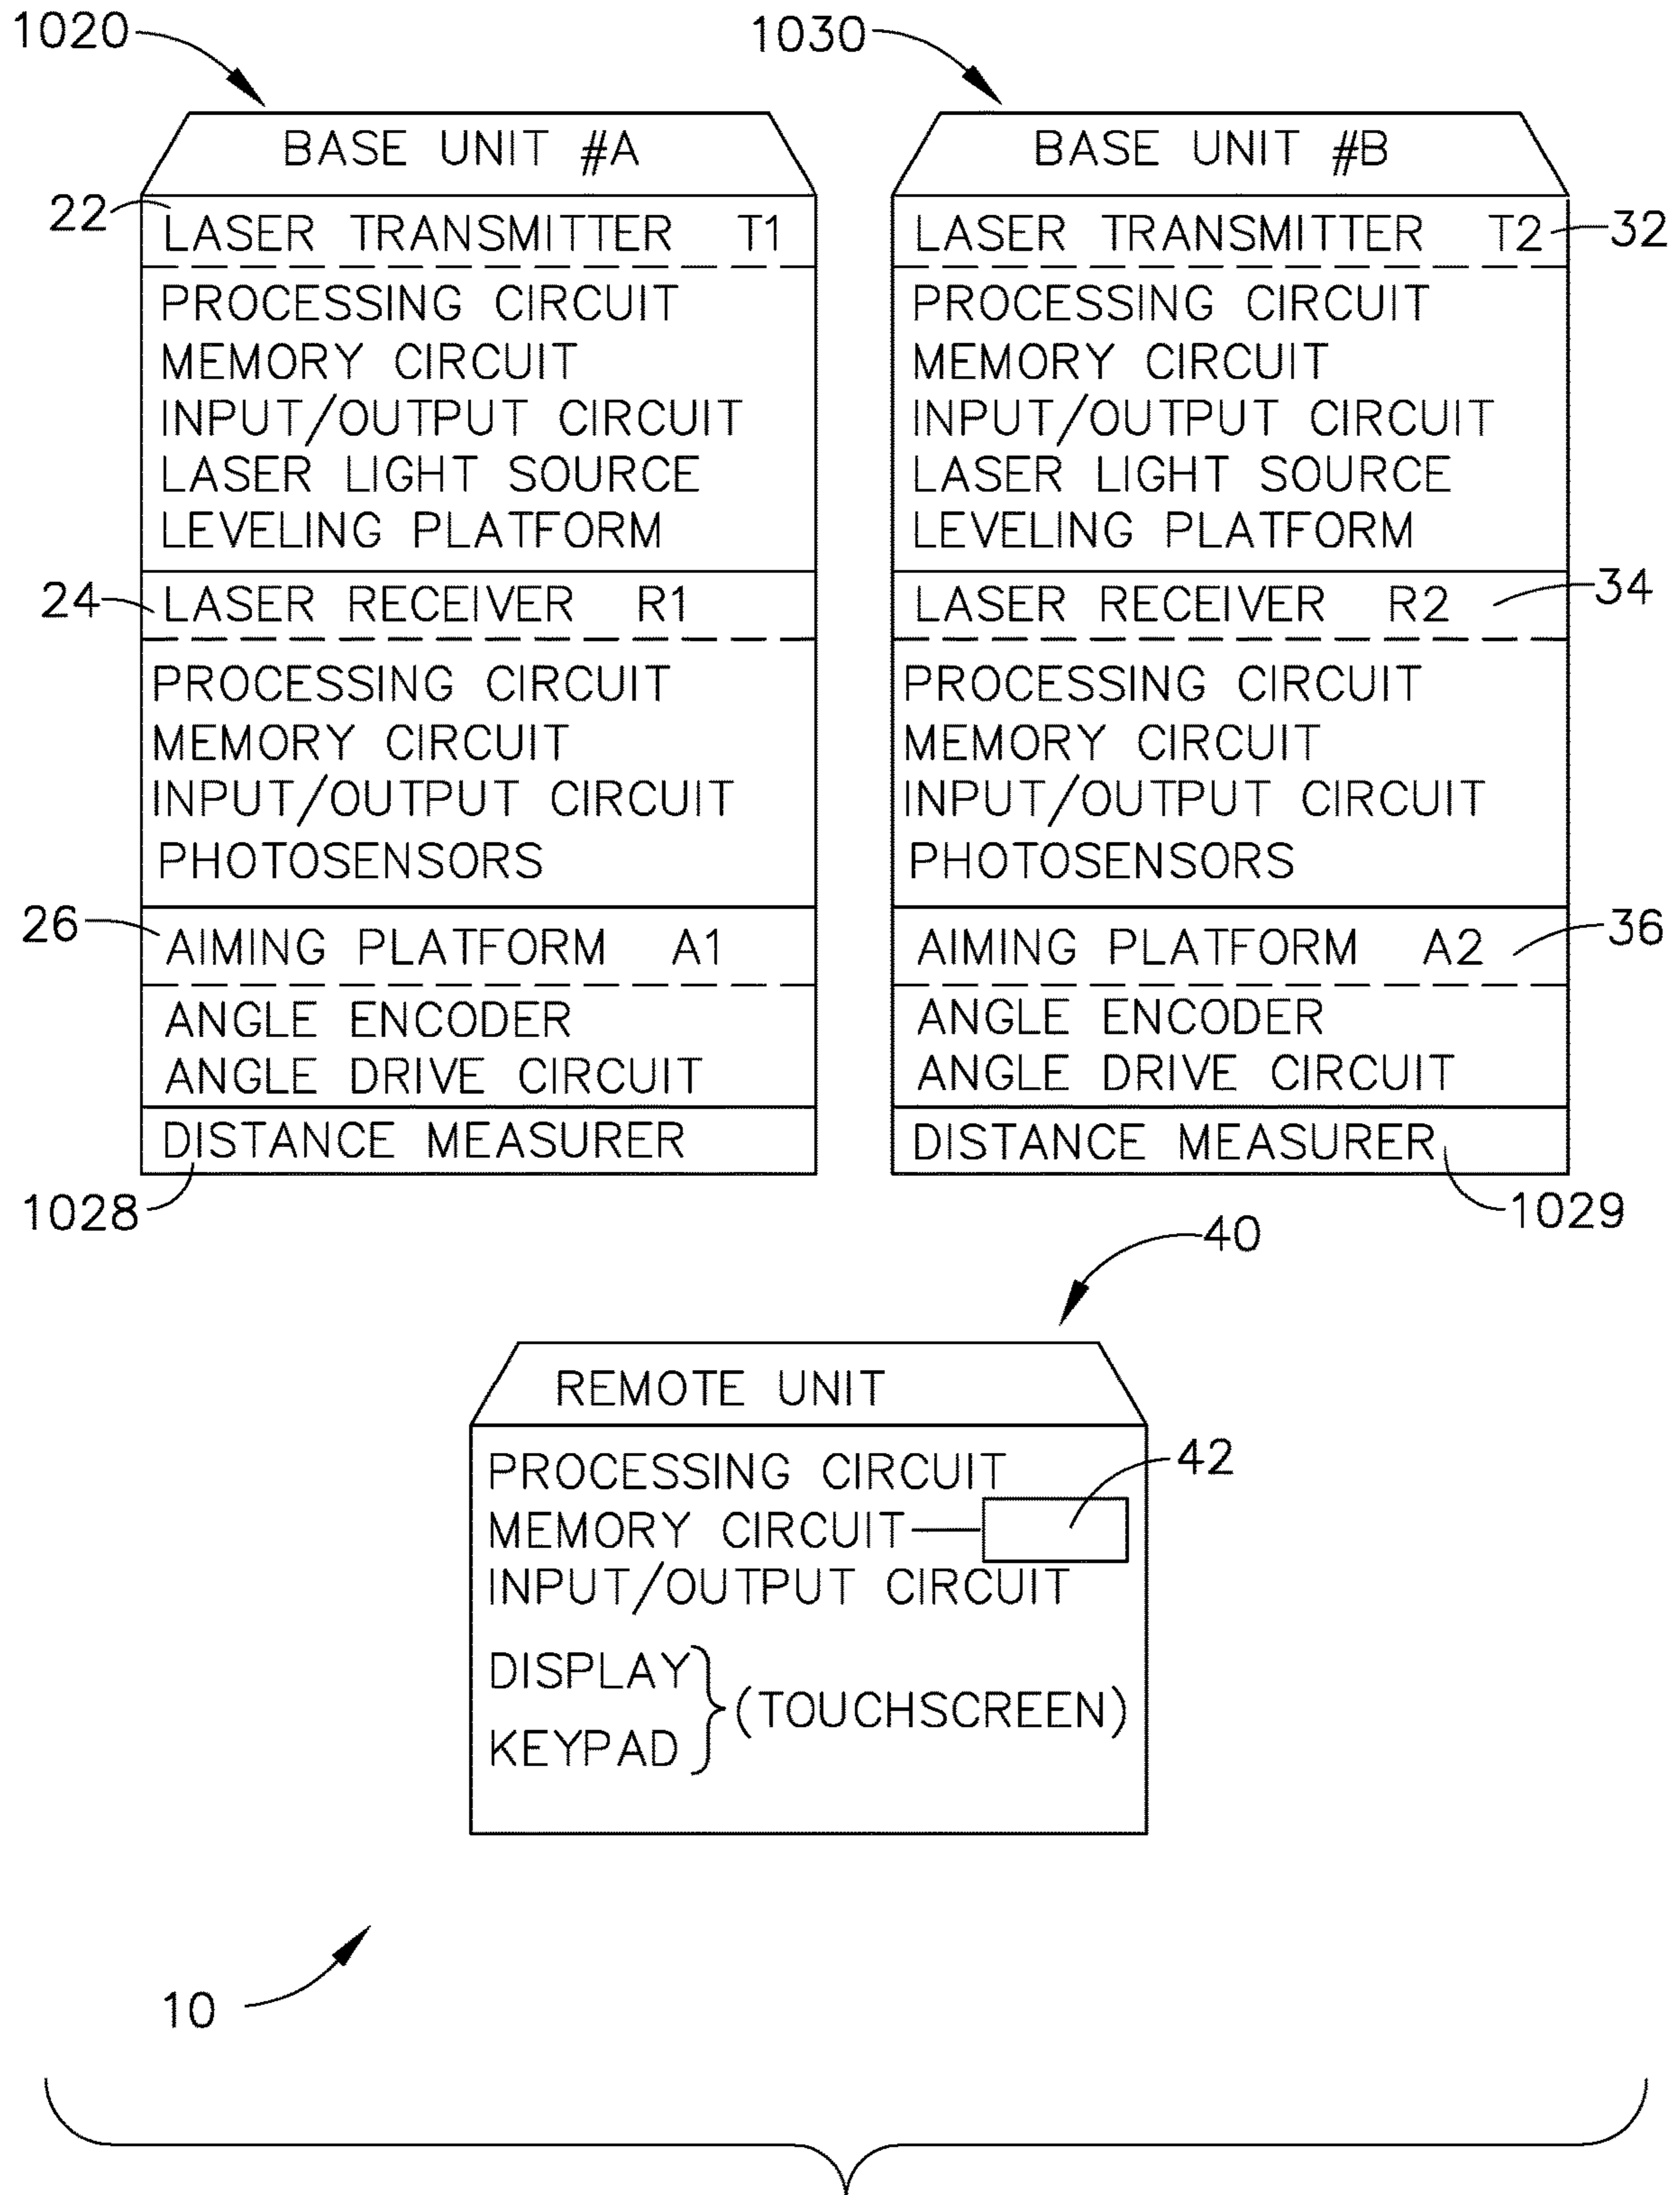 1020
1030
BASE UNIT #A
22
LASER TRANSMITTER T1
PROCESSING CIRCUIT
MEMORY CIRCUIT
INPUT/OUTPUT CIRCUIT
LASER LIGHT SOURCE
LEVELING PLATFORM
24
LASER RECEIVER R1
PROCESSING CIRCUIT
MEMORY CIRCUIT
INPUT/OUTPUT CIRCUIT
PHOTOSENSORS
26
AIMING PLATFORM A1
ANGLE ENCODER
ANGLE DRIVE CIRCUIT
DISTANCE MEASURER
1028
BASE UNIT #B
LASER TRANSMITTER T2
32
PROCESSING CIRCUIT
MEMORY CIRCUIT
INPUT/OUTPUT CIRCUIT
LASER LIGHT SOURCE
LEVELING PLATFORM
LASER RECEIVER R2
34
PROCESSING CIRCUIT
MEMORY CIRCUIT
INPUT/OUTPUT CIRCUIT
PHOTOSENSORS
AIMING PLATFORM A2
36
ANGLE ENCODER
ANGLE DRIVE CIRCUIT
DISTANCE MEASURER
1029
40
REMOTE UNIT
PROCESSING CIRCUIT
42
MEMORY CIRCUIT
INPUT/OUTPUT CIRCUIT
DISPLAY
(TOUCHSCREEN)
KEYPAD
10